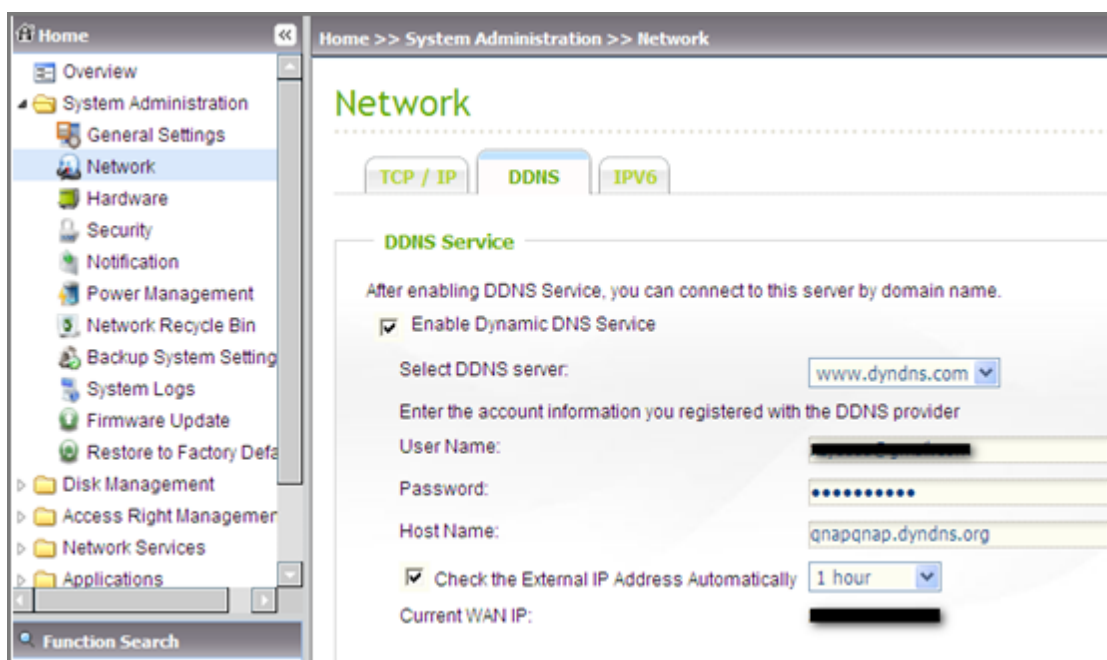 Home
Home >> System Administration >> Network
Overview
System Administration
General Settings
Network
Hardware
Security
Notification
Power Management
Network Recycle Bin
Backup System Setting
System Logs
Firmware Update
Restore to Factory Defa
Disk Management
Access Right Managemer
Network Services
Applications
Function Search
Network
TCP / IP DDNS IPV6
DDNS Service
After enabling DDNS Service, you can connect to this server by domain name.
Enable Dynamic DNS Service
Select DDNS server: www.dyndns.com
Enter the account information you registered with the DDNS provider
User Name:
Password: ●●●●●●●●●●
Host Name: qnapqnap.dyndns.org
Check the External IP Address Automatically 1 hour
Current WAN IP: